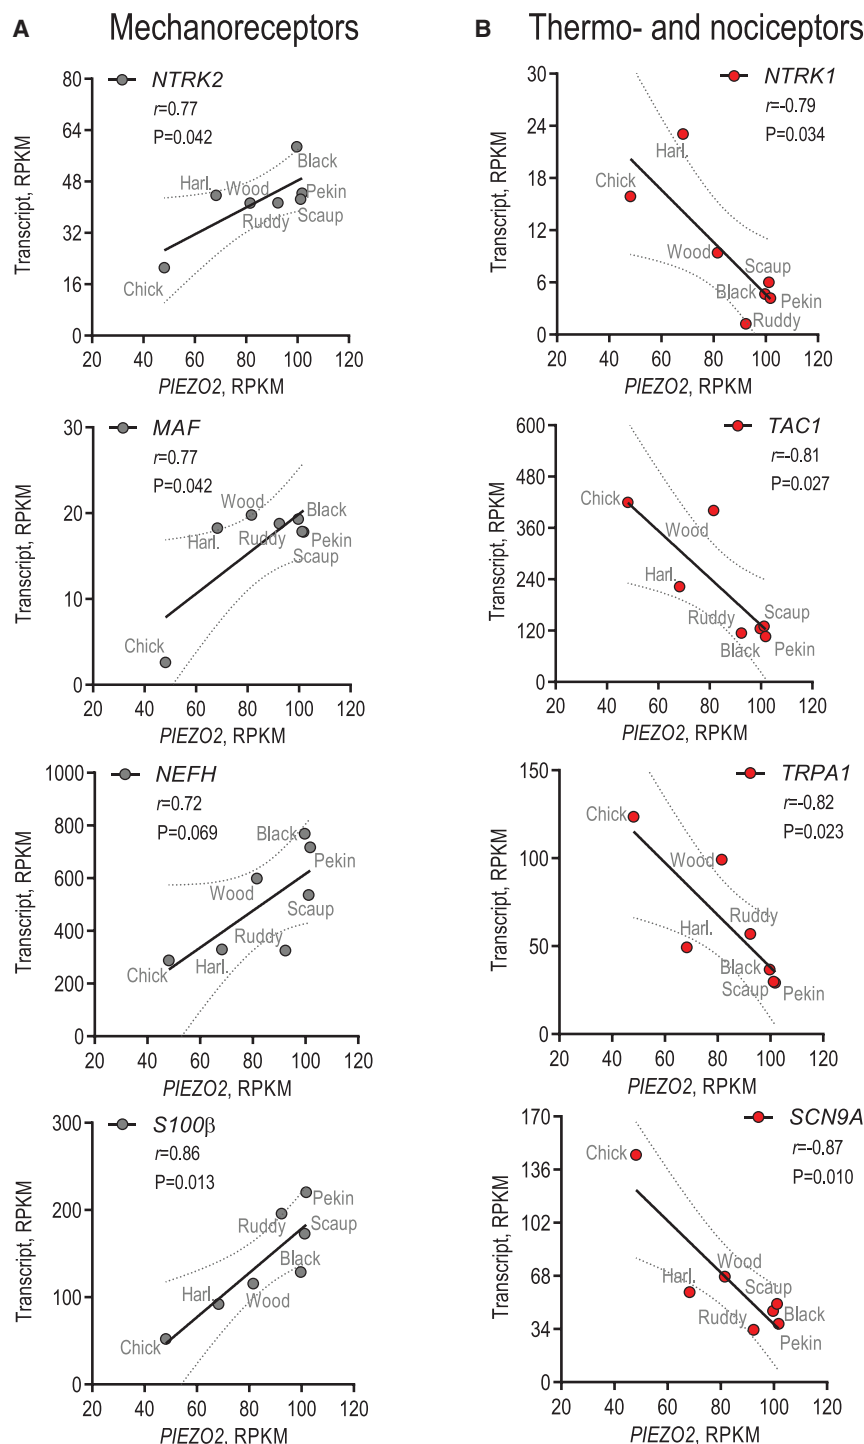 A Mechanoreceptors
NTRK2
r=0.77
P=0.042
Transcript, RPKM
80
64
48
32
16
0
Black
Harl.
Wood
Pekin
Ruddy
Scaup
Chick
20 40 60 80 100 120
PIEZO2, RPKM
MAF
r=0.77
P=0.042
Transcript, RPKM
30
20
10
0
Wood
Black
Harl.
Ruddy
Pekin
Scaup
Chick
20 40 60 80 100 120
PIEZO2, RPKM
NEFH
r=0.72
P=0.069
Transcript, RPKM
1000
800
600
400
200
0
Black
Pekin
Wood
Scaup
Ruddy
Chick
Harl.
20 40 60 80 100 120
PIEZO2, RPKM
S100β
r=0.86
P=0.013
Transcript, RPKM
300
200
100
0
Pekin
Ruddy
Scaup
Black
Harl.
Wood
Chick
20 40 60 80 100 120
PIEZO2, RPKM
B Thermo- and nociceptors
NTRK1
r=-0.79
P=0.034
Transcript, RPKM
30
24
18
12
6
0
Harl.
Chick
Wood
Scaup
Black
Pekin
Ruddy
20 40 60 80 100 120
PIEZO2, RPKM
TAC1
r=-0.81
P=0.027
Transcript, RPKM
600
480
360
240
120
0
Chick
Wood
Harl.
Scaup
Ruddy
Black
Pekin
20 40 60 80 100 120
PIEZO2, RPKM
TRPA1
r=-0.82
P=0.023
Transcript, RPKM
150
100
50
0
Chick
Wood
Ruddy
Harl.
Black
Scaup
Pekin
20 40 60 80 100 120
PIEZO2, RPKM
SCN9A
r=-0.87
P=0.010
Transcript, RPKM
170
136
102
68
34
0
Chick
Wood
Harl.
Scaup
Black
Ruddy
Pekin
20 40 60 80 100 120
PIEZO2, RPKM